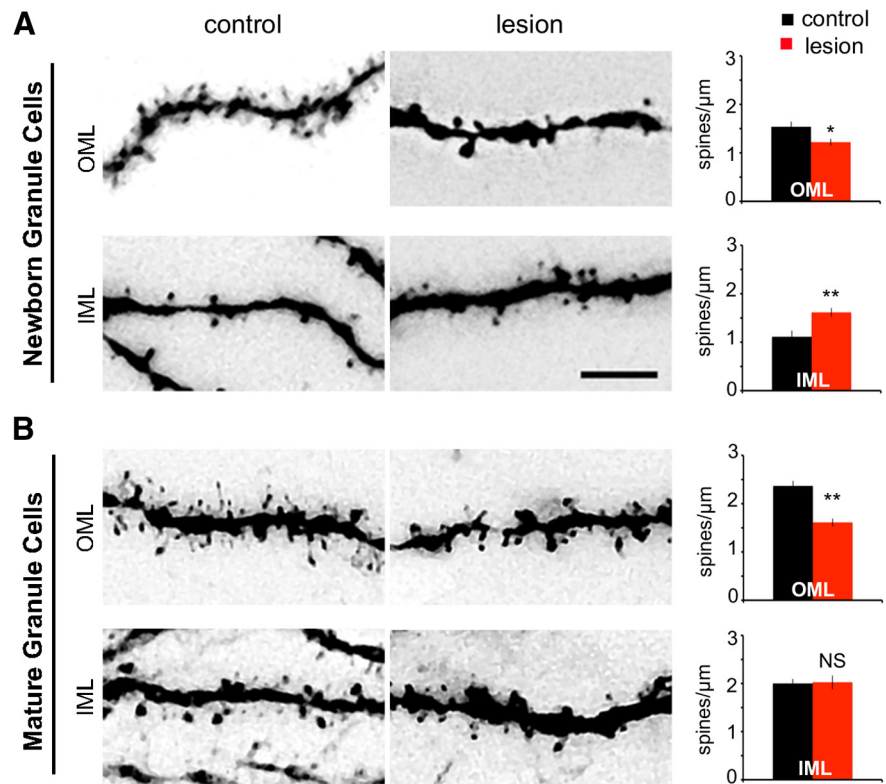 A
control
lesion
control
lesion
Newborn Granule Cells
OML
spines/μm
3
2
1
0
*
OML
IML
spines/μm
3
2
1
0
**
IML
B
Mature Granule Cells
OML
spines/μm
3
2
1
0
**
OML
IML
spines/μm
3
2
1
0
NS
IML